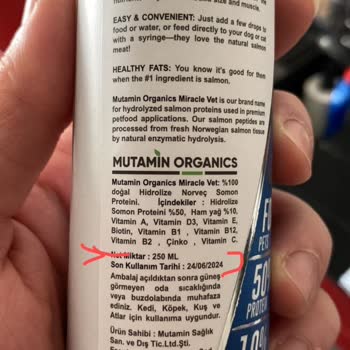 size and muscle.
EASY & CONVENIENT: Just add a few drops to
food or water, or feed directly to your dog or cat
with a syringe—they love the natural salmon
meat!
HEALTHY FATS: You know it's good for them
when the #1 ingredient is salmon.
Mutamin Organics Miracle Vet is our brand name
for hydrolyzed salmon proteins used in premium
petfood applications. Our salmon peptides are
processed from fresh Norwegian salmon tissue
by natural enzymatic hydrolysis.
MUTAMIN ORGANICS
Mutamin Organics Miracle Vet: %100
doğal Hidrolize Norveç Somon
Proteini. İçindekiler : Hidrolize
Somon Proteini %50, Ham yağ %10,
Vitamin A, Vitamin D3, Vitamin E,
Biotin, Vitamin B1 , Vitamin B12,
Vitamin B2 , Çinko , Vitamin C.
Net Miktar : 250 ML
Son Kullanım Tarihi : 24/06/2024
Ambalaj açıldıktan sonra güneş
görmeyen oda sıcaklığında
veya buzdolabında muhafaza
ediniz. Kedi, Köpek, Kuş ve
Atlar için kullanıma uygundur.
Ürün Sahibi : Mutamin Sağlık
San. ve Dış Tic.Ltd.Şti.